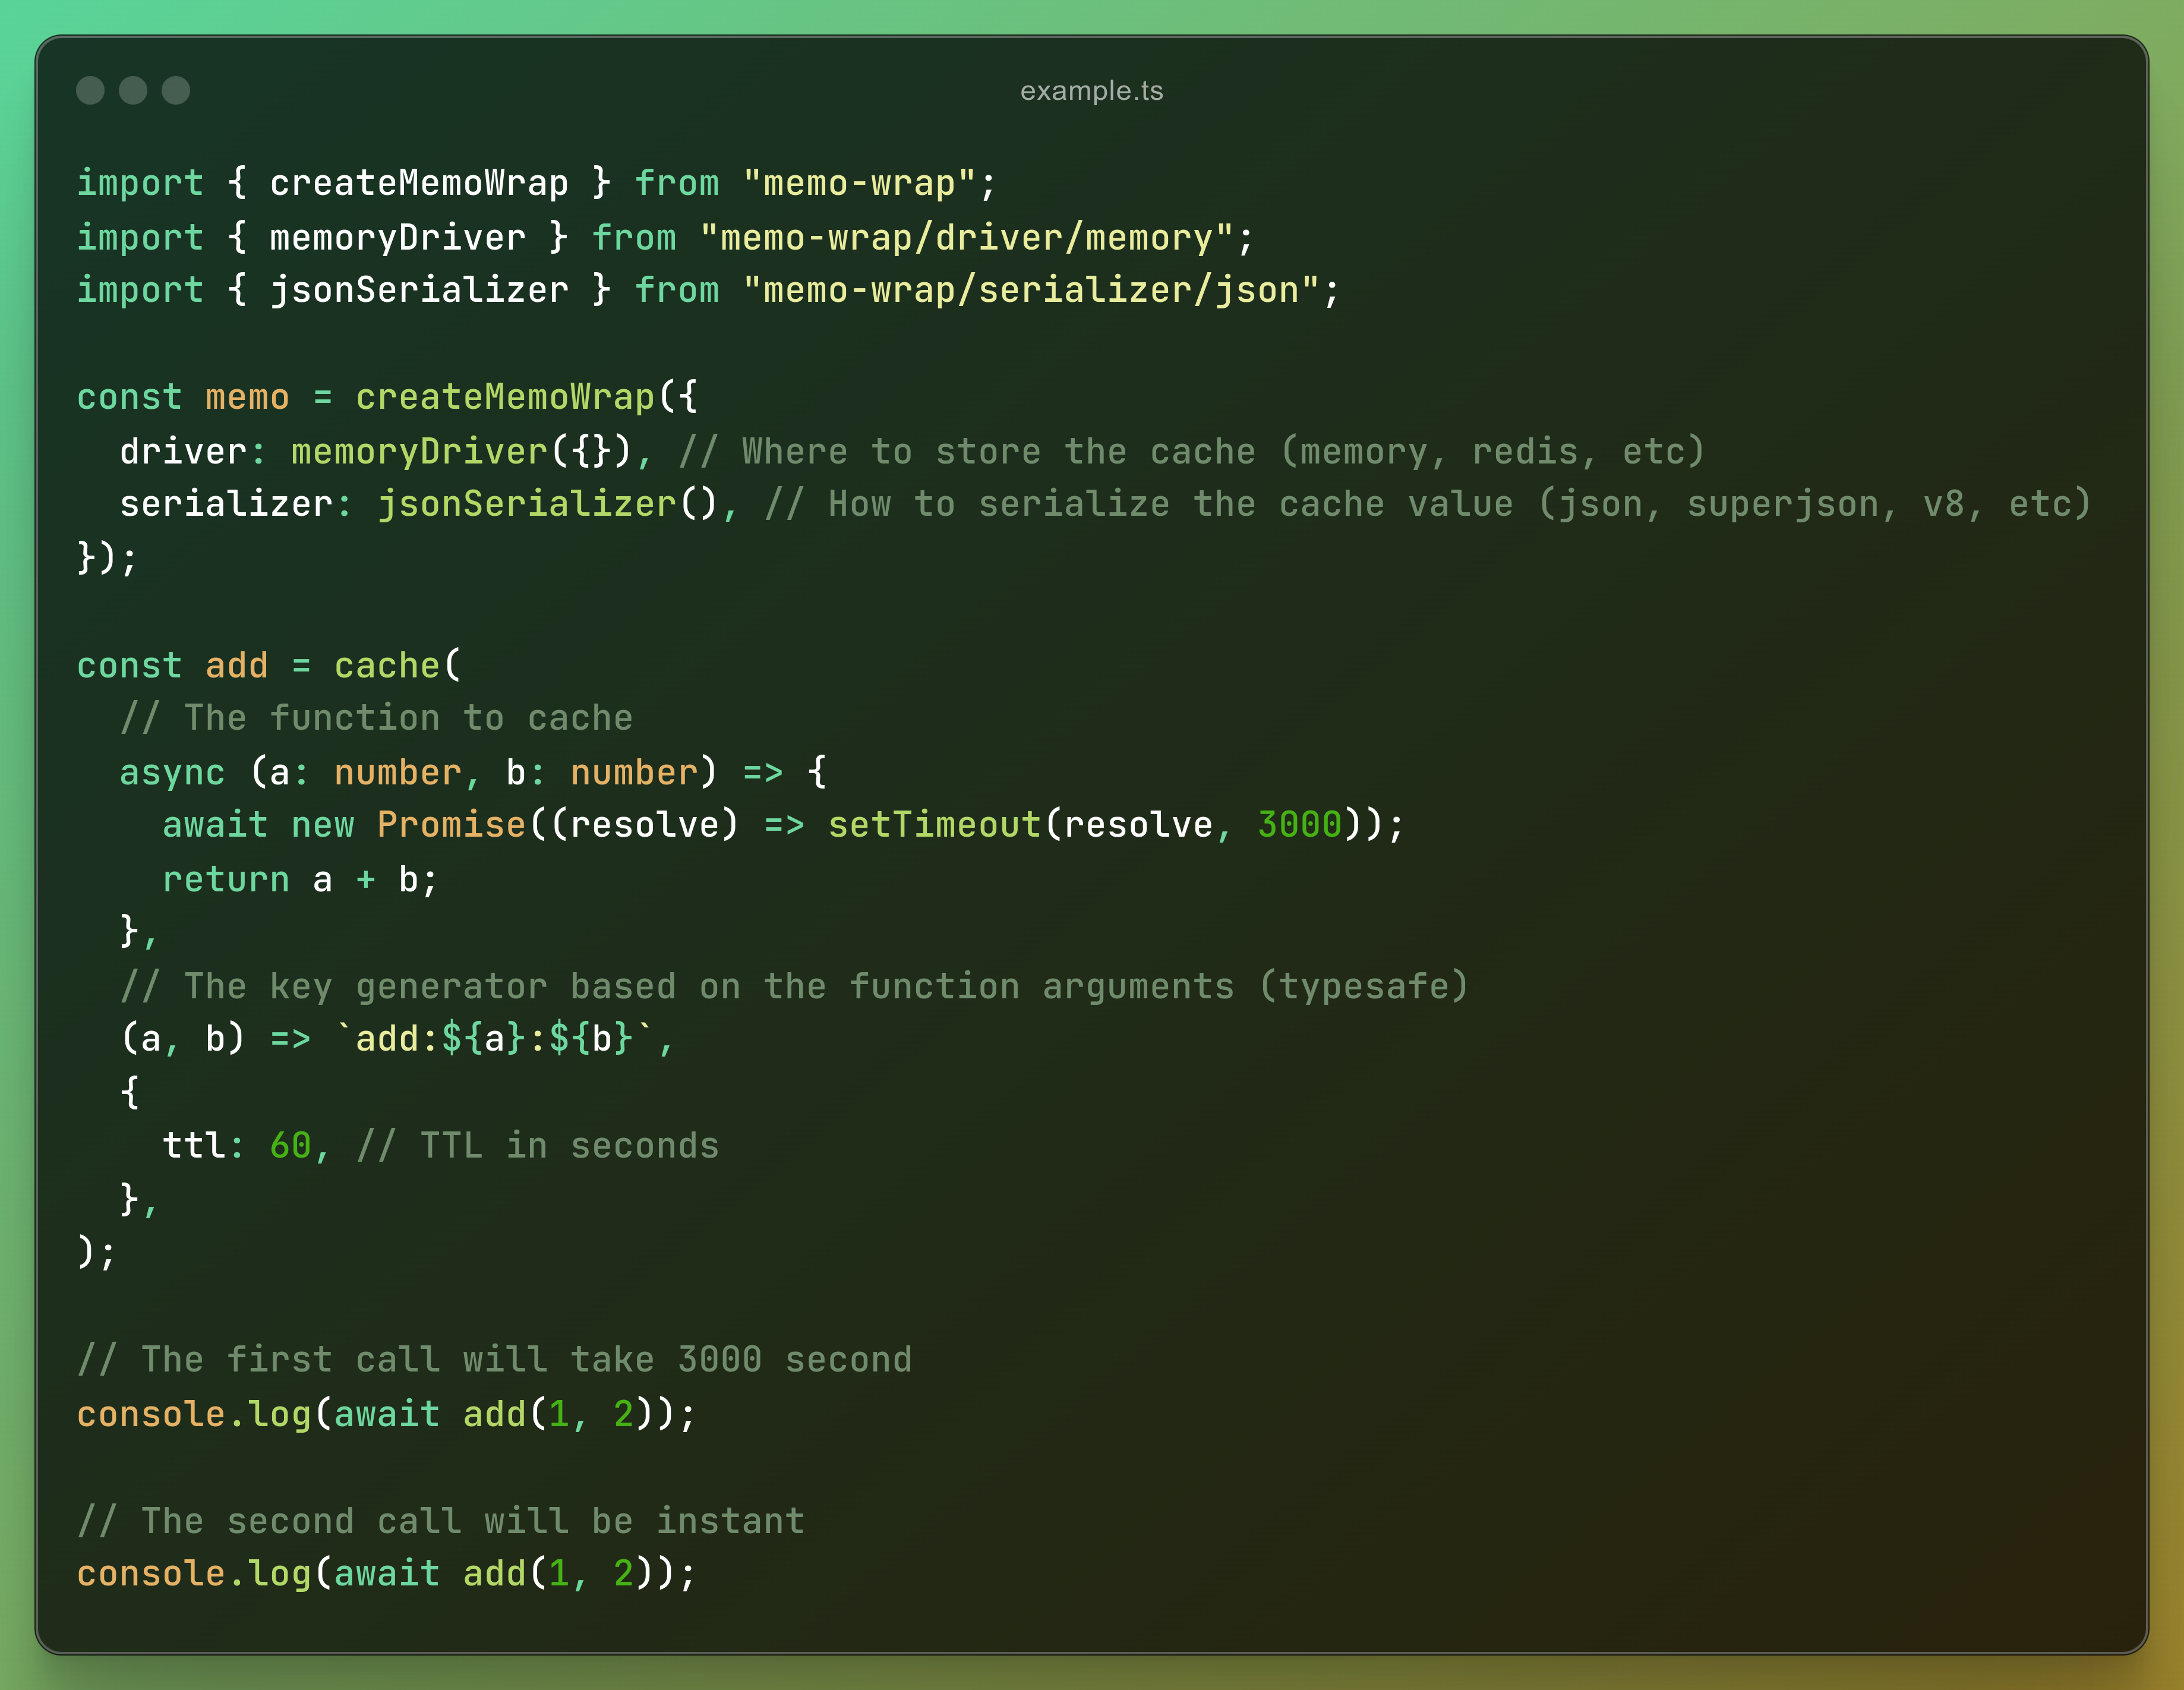 example.ts
import { createMemoWrap } from "memo-wrap";
import { memoryDriver } from "memo-wrap/driver/memory";
import { jsonSerializer } from "memo-wrap/serializer/json";

const memo = createMemoWrap({
  driver: memoryDriver({}), // Where to store the cache (memory, redis, etc)
  serializer: jsonSerializer(), // How to serialize the cache value (json, superjson, v8, etc)
});

const add = cache(
  // The function to cache
  async (a: number, b: number) => {
    await new Promise((resolve) => setTimeout(resolve, 3000));
    return a + b;
  },
  // The key generator based on the function arguments (typesafe)
  (a, b) => `add:${a}:${b}`,
  {
    ttl: 60, // TTL in seconds
  },
);

// The first call will take 3000 second
console.log(await add(1, 2));

// The second call will be instant
console.log(await add(1, 2));